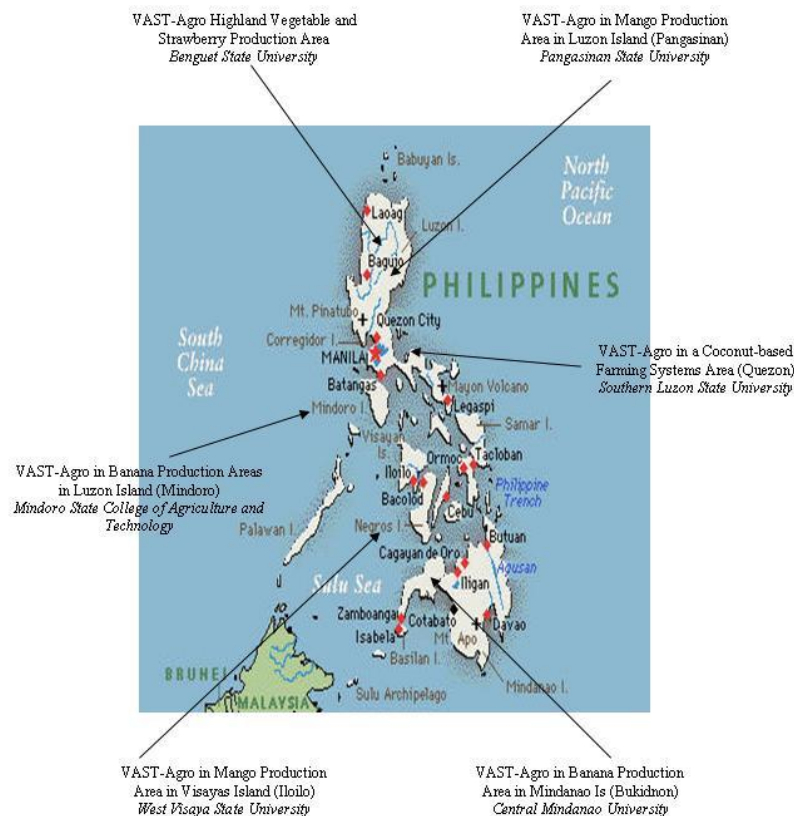 VAST-Agro Highland Vegetable and
Strawberry Production Area
Benguet State University
VAST-Agro in Mango Production
Area in Luzon Island (Pangasinan)
Pangasinan State University
Babuyan Is.
North
Pacific
Ocean
Laoag
Luzon I.
Baguio
PHILIPPINES
Mt. Pinatubo
Quezon City
South
China
Sea
Corregidor I.
MANILA
VAST-Agro in a Coconut-based
Farming Systems Area (Quezon)
Southern Luzon State University
Batangas
Mayon Volcano
Legaspi
Mindoro I.
Samar I.
Visayan
Is.
Ormoc
Tacloban
VAST-Agro in Banana Production Areas
in Luzon Island (Mindoro)
Mindoro State College of Agriculture and
Technology
Iloilo
Bacolod
Cebu
Philippine
Trench
Palawan I.
Negros I.
Butuan
Cagayan de Oro
Agusan
Sulu Sea
Iligan
Zamboanga
Cotabato
Davao
Isabela
Mt. Apo
Basilan I.
Mindanao I.
BRUNEI
MALAYSIA
Sulu Archipelago
VAST-Agro in Mango Production
Area in Visayas Island (Iloilo)
West Visaya State University
VAST-Agro in Banana Production
Area in Mindanao Is (Bukidnon)
Central Mindanao University